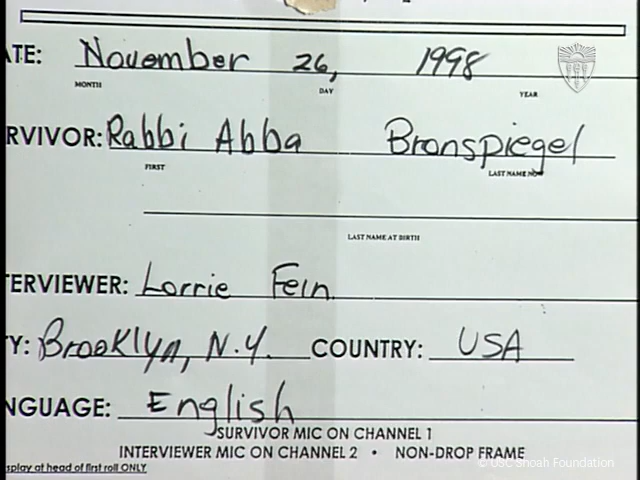 ATE: November 26, 1998
MONTH DAY YEAR
RVIVOR: Rabbi Abba Bronspiegel
FIRST LAST NAME NOW
LAST NAME AT BIRTH
TERVIEWER: Lorrie Fein
Y: Brooklyn, N.Y. COUNTRY: USA
NGUAGE: English
SURVIVOR MIC ON CHANNEL 1
INTERVIEWER MIC ON CHANNEL 2 • NON-DROP FRAME
splay at head of first roll ONLY
© USC Shoah Foundation